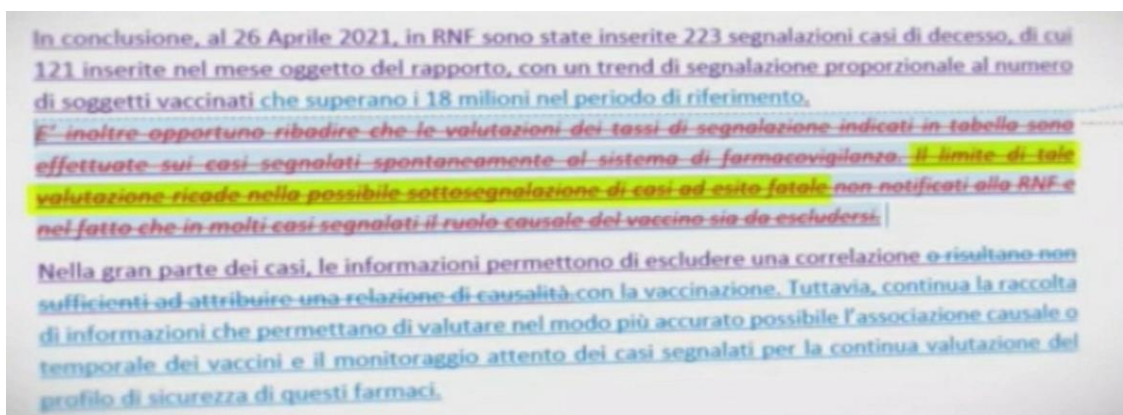 In conclusione, al 26 Aprile 2021, in RNF sono state inserite 223 segnalazioni casi di decesso, di cui
121 inserite nel mese oggetto del rapporto, con un trend di segnalazione proporzionale al numero
di soggetti vaccinati che superano i 18 milioni nel periodo di riferimento.
E' inoltre opportuno ribadire che le valutazioni dei tassi di segnalazione indicati in tabella sono
effettuate sui casi segnalati spontaneamente al sistema di farmacovigilanza. Il limite di tale
valutazione ricade nella possibile sottosegnalazione di casi ad esito fatale non notificati alla RNF e
nel fatto che in molti casi segnalati il ruolo causale del vaccino sia da escludersi.
Nella gran parte dei casi, le informazioni permettono di escludere una correlazione o risultano non
sufficienti ad attribuire una relazione di causalità con la vaccinazione. Tuttavia, continua la raccolta
di informazioni che permettano di valutare nel modo più accurato possibile l'associazione causale o
temporale dei vaccini e il monitoraggio attento dei casi segnalati per la continua valutazione del
profilo di sicurezza di questi farmaci.